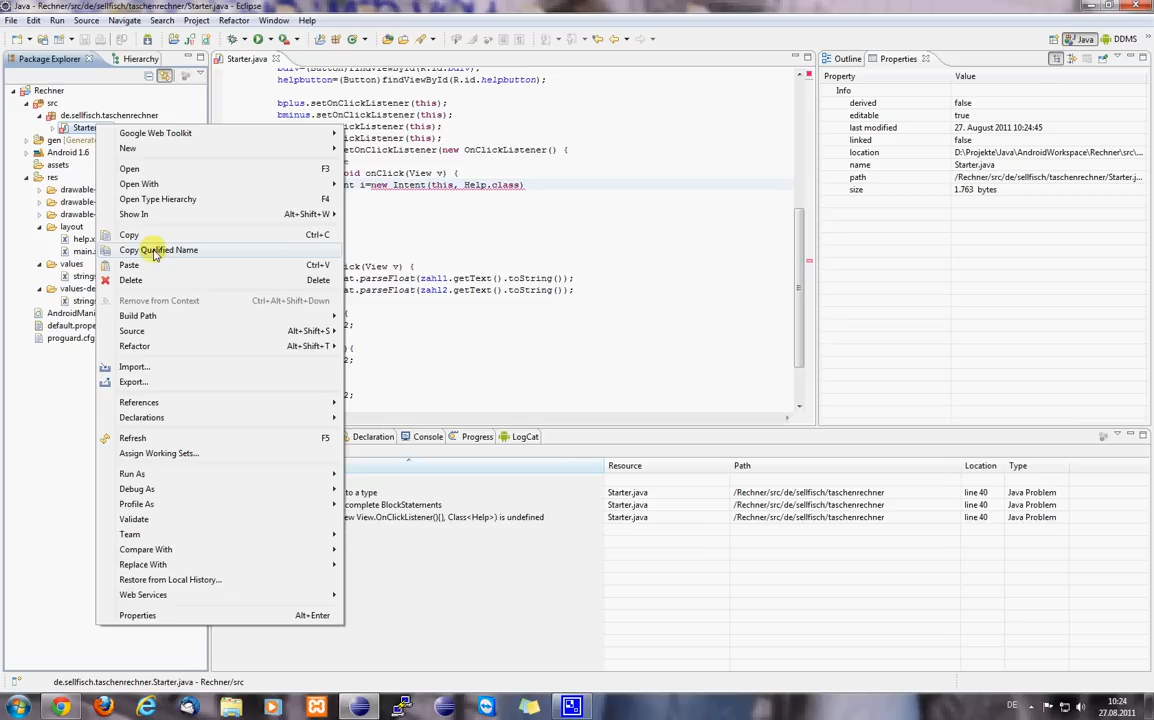 Java - Rechner/src/de/sellfisch/taschenrechner/Starter.java - Eclipse
File Edit Run Source Navigate Search Project Refactor Window Help
Java DDMS
Package Explorer Hierarchy
Starter.java
Outline Properties
Rechner
src
de.sellfisch.taschenrechner
Starter
gen
Android 1.6
assets
res
drawable-
drawable-
drawable-
layout
help.x
main.
values
strings
values-de
strings
AndroidMani
default.prope
proguard.cfg
Google Web Toolkit
New
Open F3
Open With
Open Type Hierarchy F4
Show In Alt+Shift+W
Copy Ctrl+C
Copy Qualified Name
Paste Ctrl+V
Delete Delete
Remove from Context Ctrl+Alt+Shift+Down
Build Path
Source Alt+Shift+S
Refactor Alt+Shift+T
Import...
Export...
References
Declarations
Refresh F5
Assign Working Sets...
Run As
Debug As
Profile As
Validate
Team
Compare With
Replace With
Restore from Local History...
Web Services
Properties Alt+Enter
helpbutton=(Button)findViewById(R.id.helpbutton);
bplus.setOnClickListener(this);
bminus.setOnClickListener(this);
ClickListener(this);
ClickListener(this);
etOnClickListener(new OnClickListener() {
e
oid onClick(View v) {
nt i=new Intent(this, Help.class)
ck(View v) {
at.parseFloat(zahl1.getText().toString());
at.parseFloat(zahl2.getText().toString());
{
2;
){
2;
{
2;
Property Value
Info
derived false
editable true
last modified 27. August 2011 10:24:45
linked false
location D:\Projekte\Java\AndroidWorkspace\Rechner\src...
name Starter.java
path /Rechner/src/de/sellfisch/taschenrechner/Starter.j...
size 1.763 bytes
Declaration Console Progress LogCat
Resource Path Location Type
to a type Starter.java /Rechner/src/de/sellfisch/taschenrechner line 40 Java Problem
complete BlockStatements Starter.java /Rechner/src/de/sellfisch/taschenrechner line 40 Java Problem
ew View.OnClickListener(){}, Class<Help>) is undefined Starter.java /Rechner/src/de/sellfisch/taschenrechner line 40 Java Problem
de.sellfisch.taschenrechner.Starter.java - Rechner/src
DE 10:24
27.08.2011